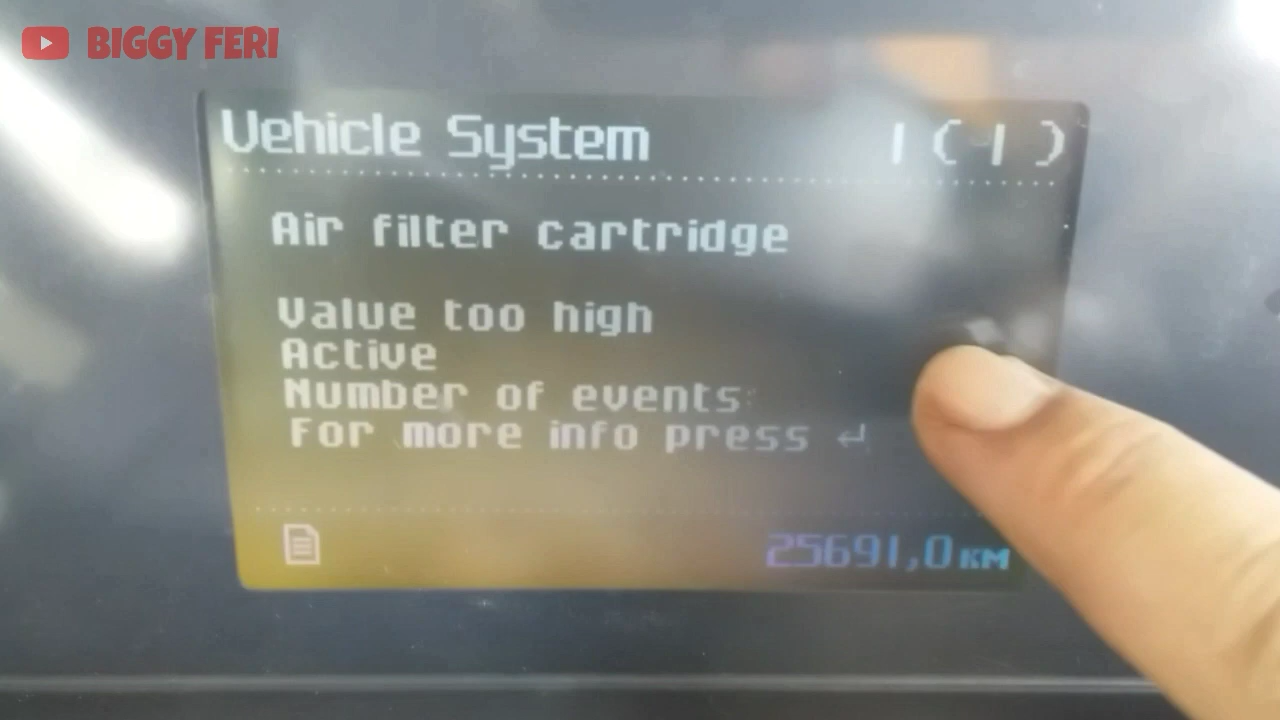 BIGGY FERI
Vehicle System 1 ( 1 )
Air filter cartridge
Value too high
Active
Number of events:
For more info press ↵
25691,0 KM